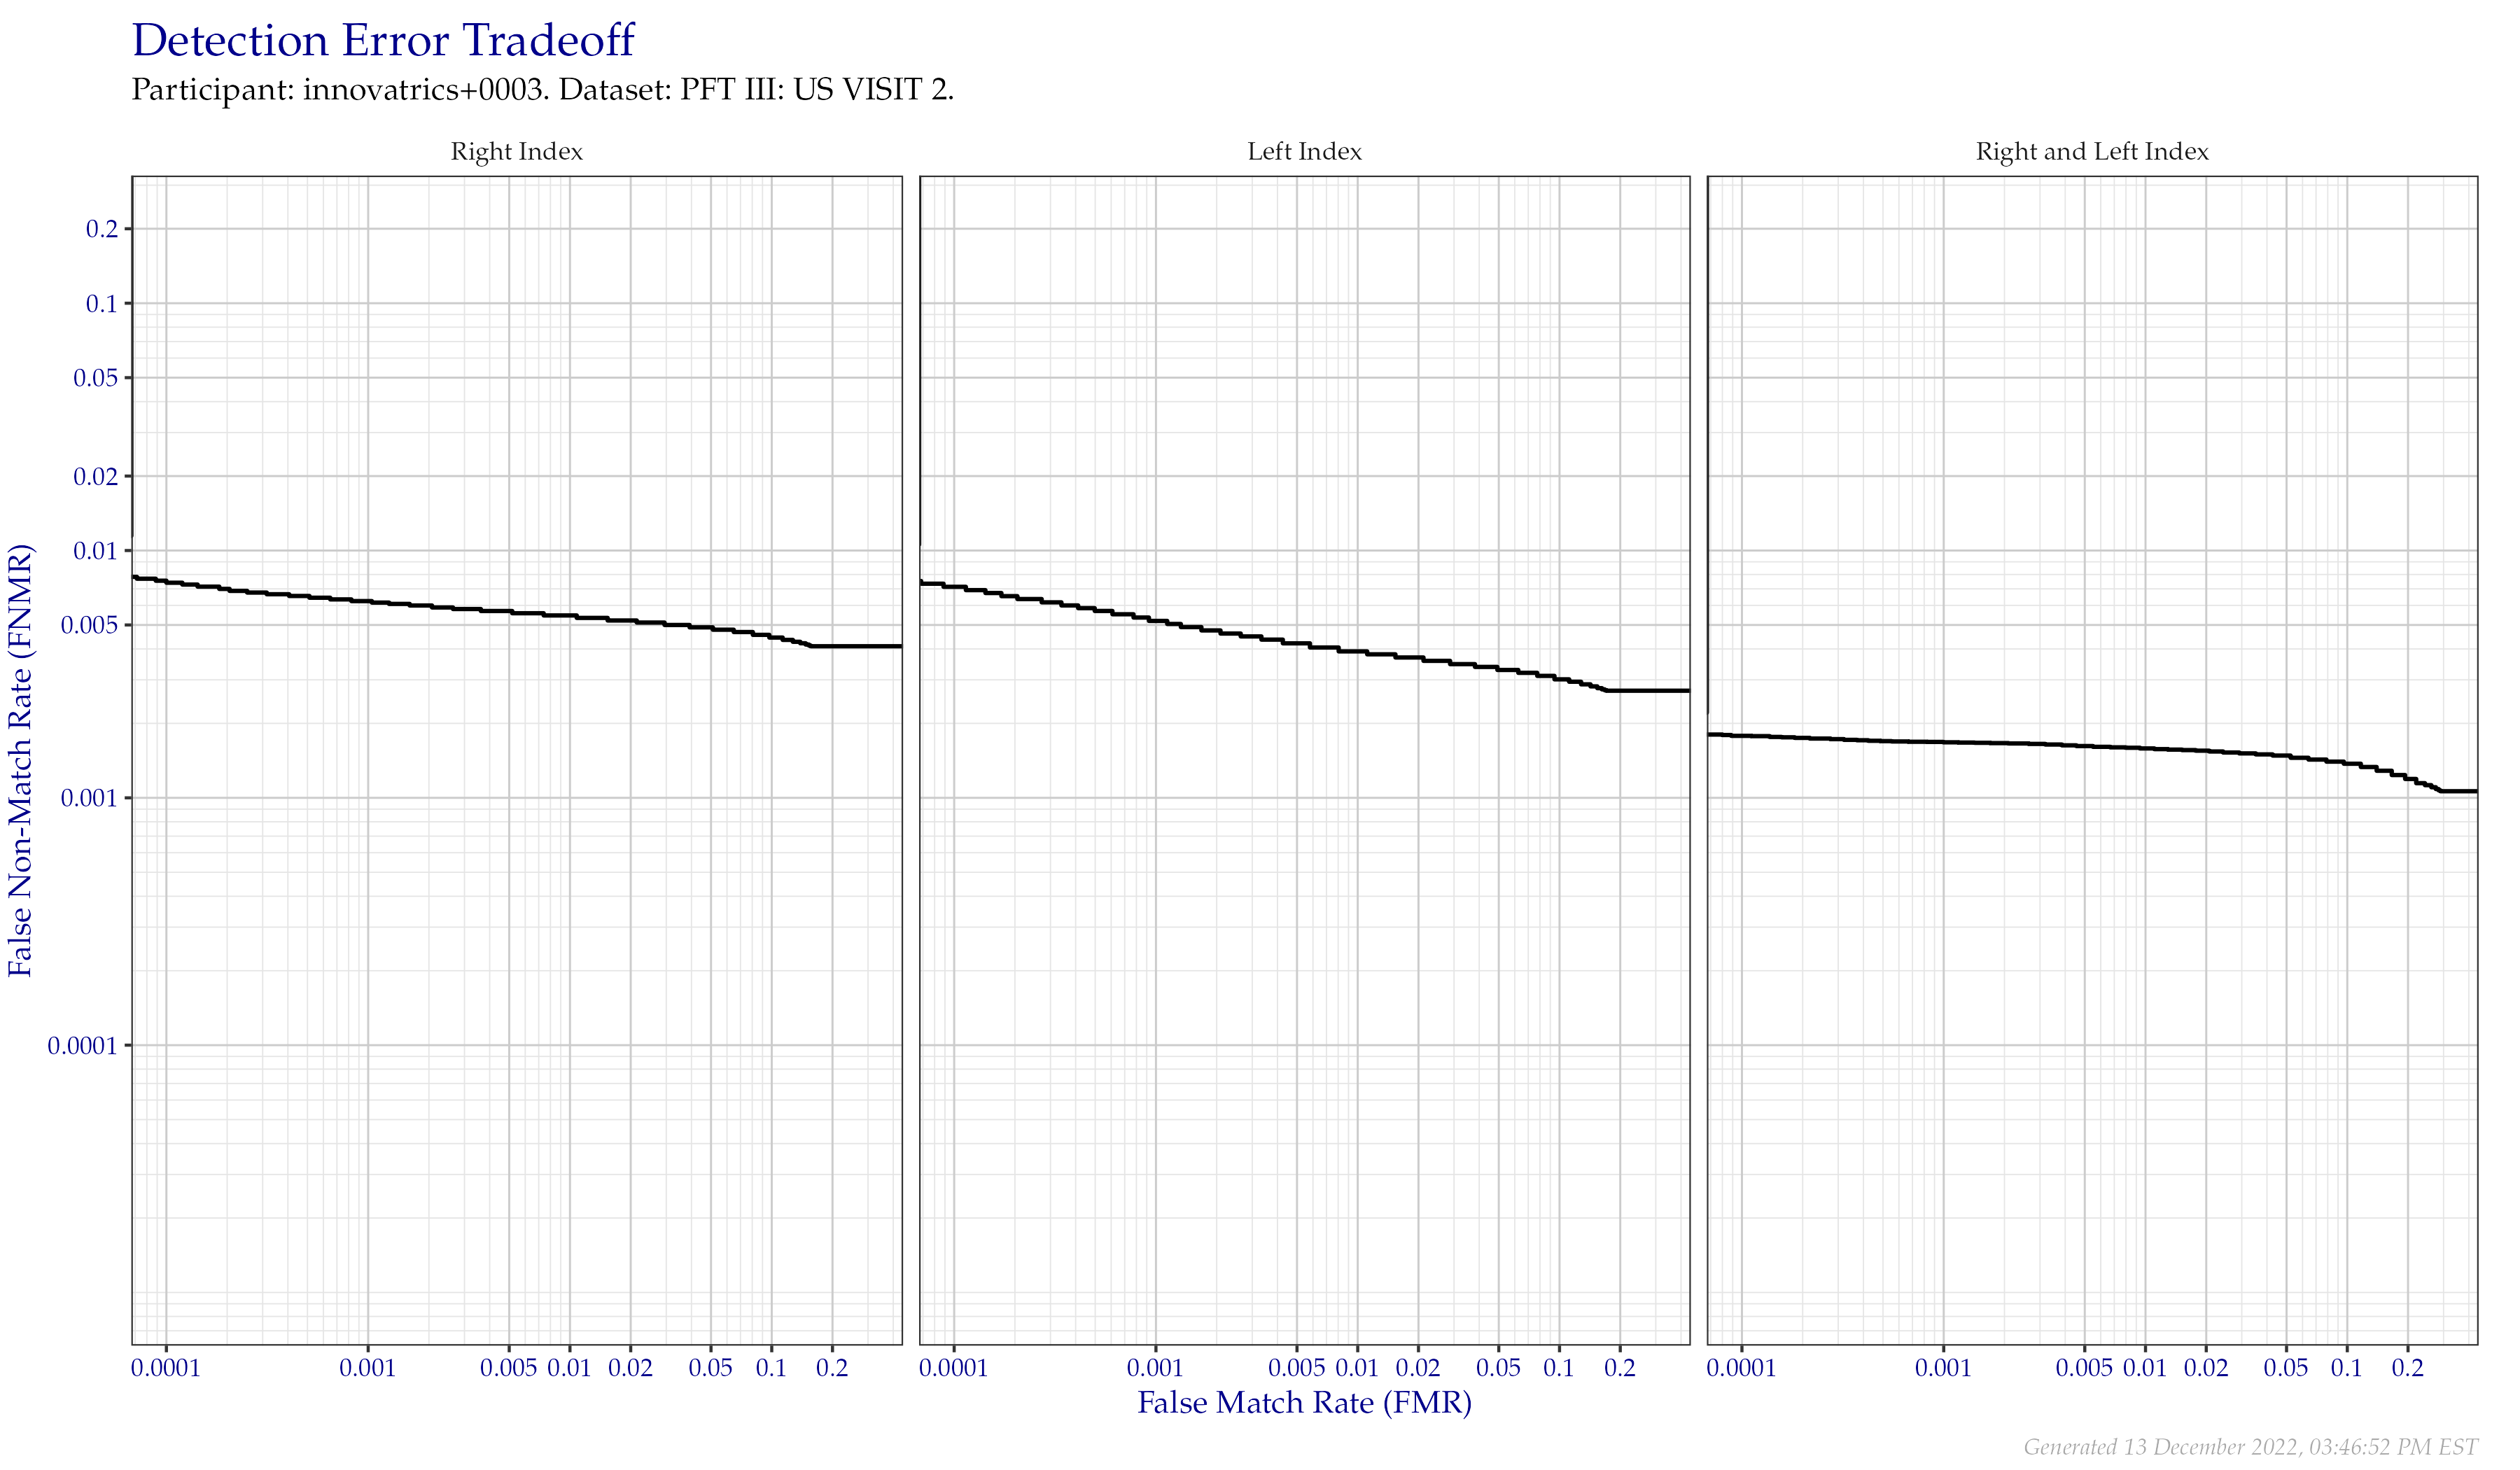 Detection Error Tradeoff
Participant: innovatrics+0003. Dataset: PFT III: US VISIT 2.
Right Index
Left Index
Right and Left Index
False Non-Match Rate (FNMR)
0.2
0.1
0.05
0.02
0.01
0.005
0.001
0.0001
0.0001 0.001 0.005 0.01 0.02 0.05 0.1 0.2
0.0001 0.001 0.005 0.01 0.02 0.05 0.1 0.2
0.0001 0.001 0.005 0.01 0.02 0.05 0.1 0.2
False Match Rate (FMR)
Generated 13 December 2022, 03:46:52 PM EST